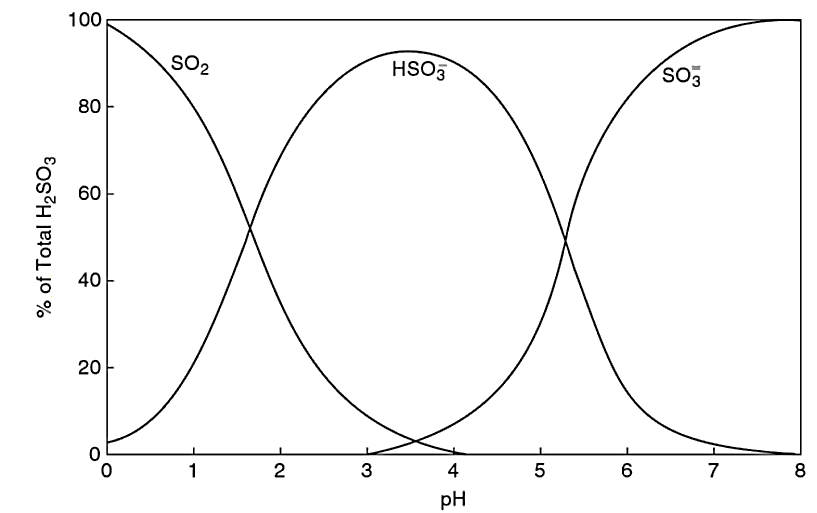 100
80
60
40
20
0
% of Total H₂SO₃
SO₂
HSO₃⁻
SO₃⁼
0 1 2 3 4 5 6 7 8
pH